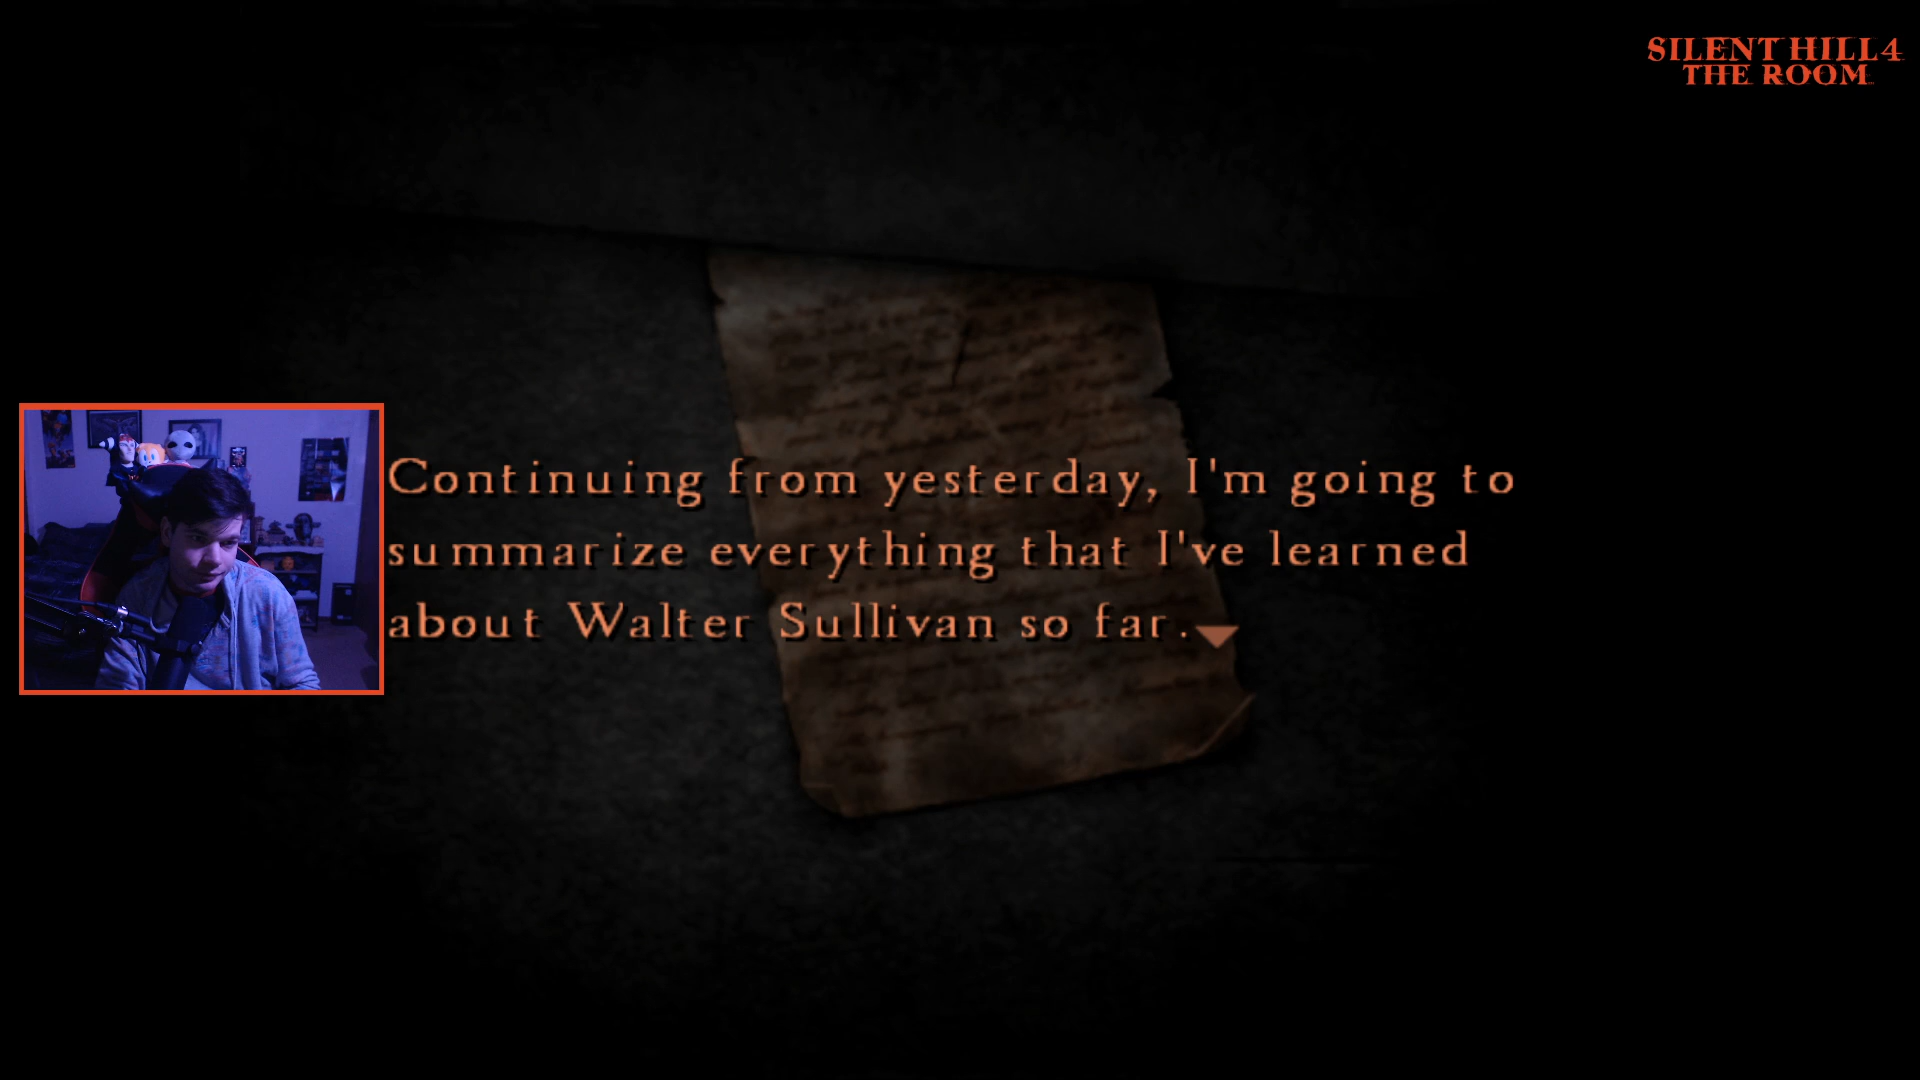 SILENT HILL 4
THE ROOM
Continuing from yesterday, I'm going to
summarize everything that I've learned
about Walter Sullivan so far.